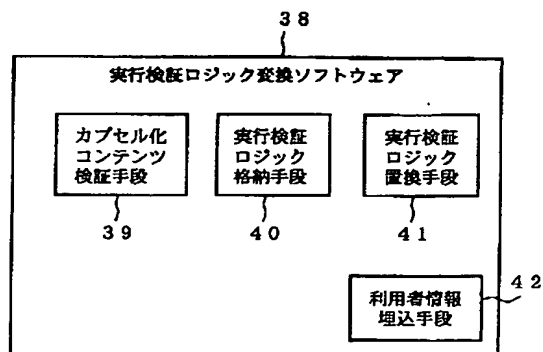 38
実行検証ロジック変換ソフトウェア
カプセル化
コンテンツ
検証手段
実行検証
ロジック
格納手段
実行検証
ロジック
置換手段
39
40
41
利用者情報
埋込手段
42